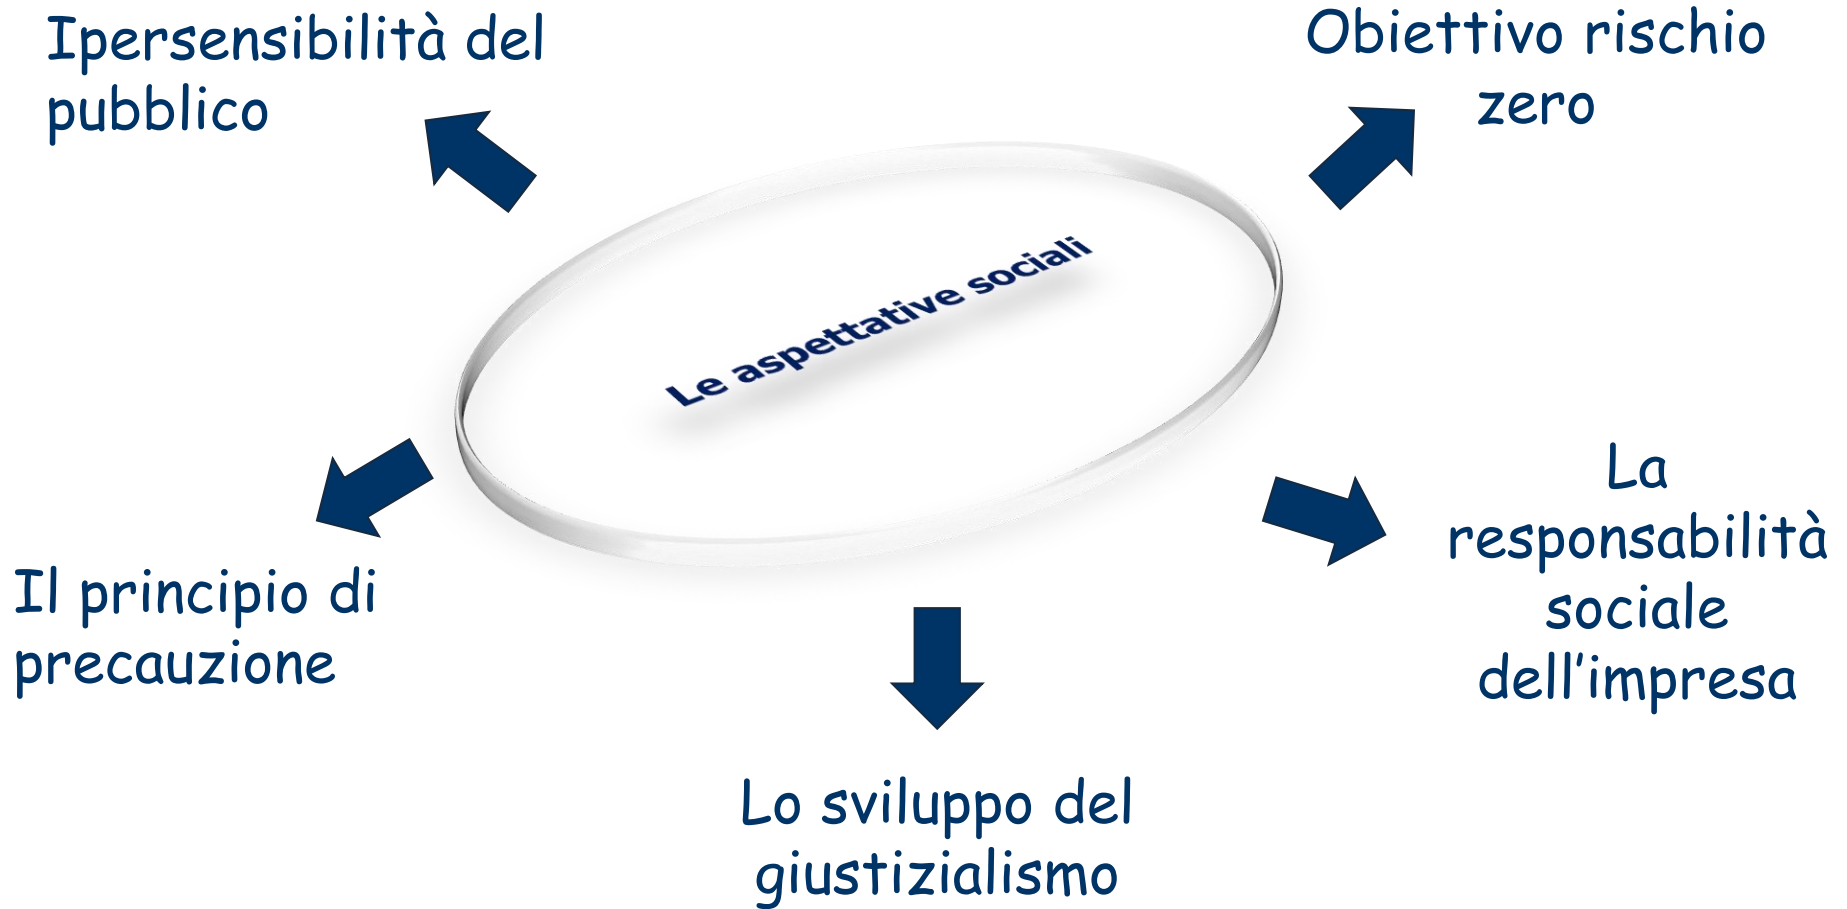 Ipersensibilità del
pubblico
Obiettivo rischio
zero
Le aspettative sociali
La
responsabilità
sociale
dell’impresa
Il principio di
precauzione
Lo sviluppo del
giustizialismo